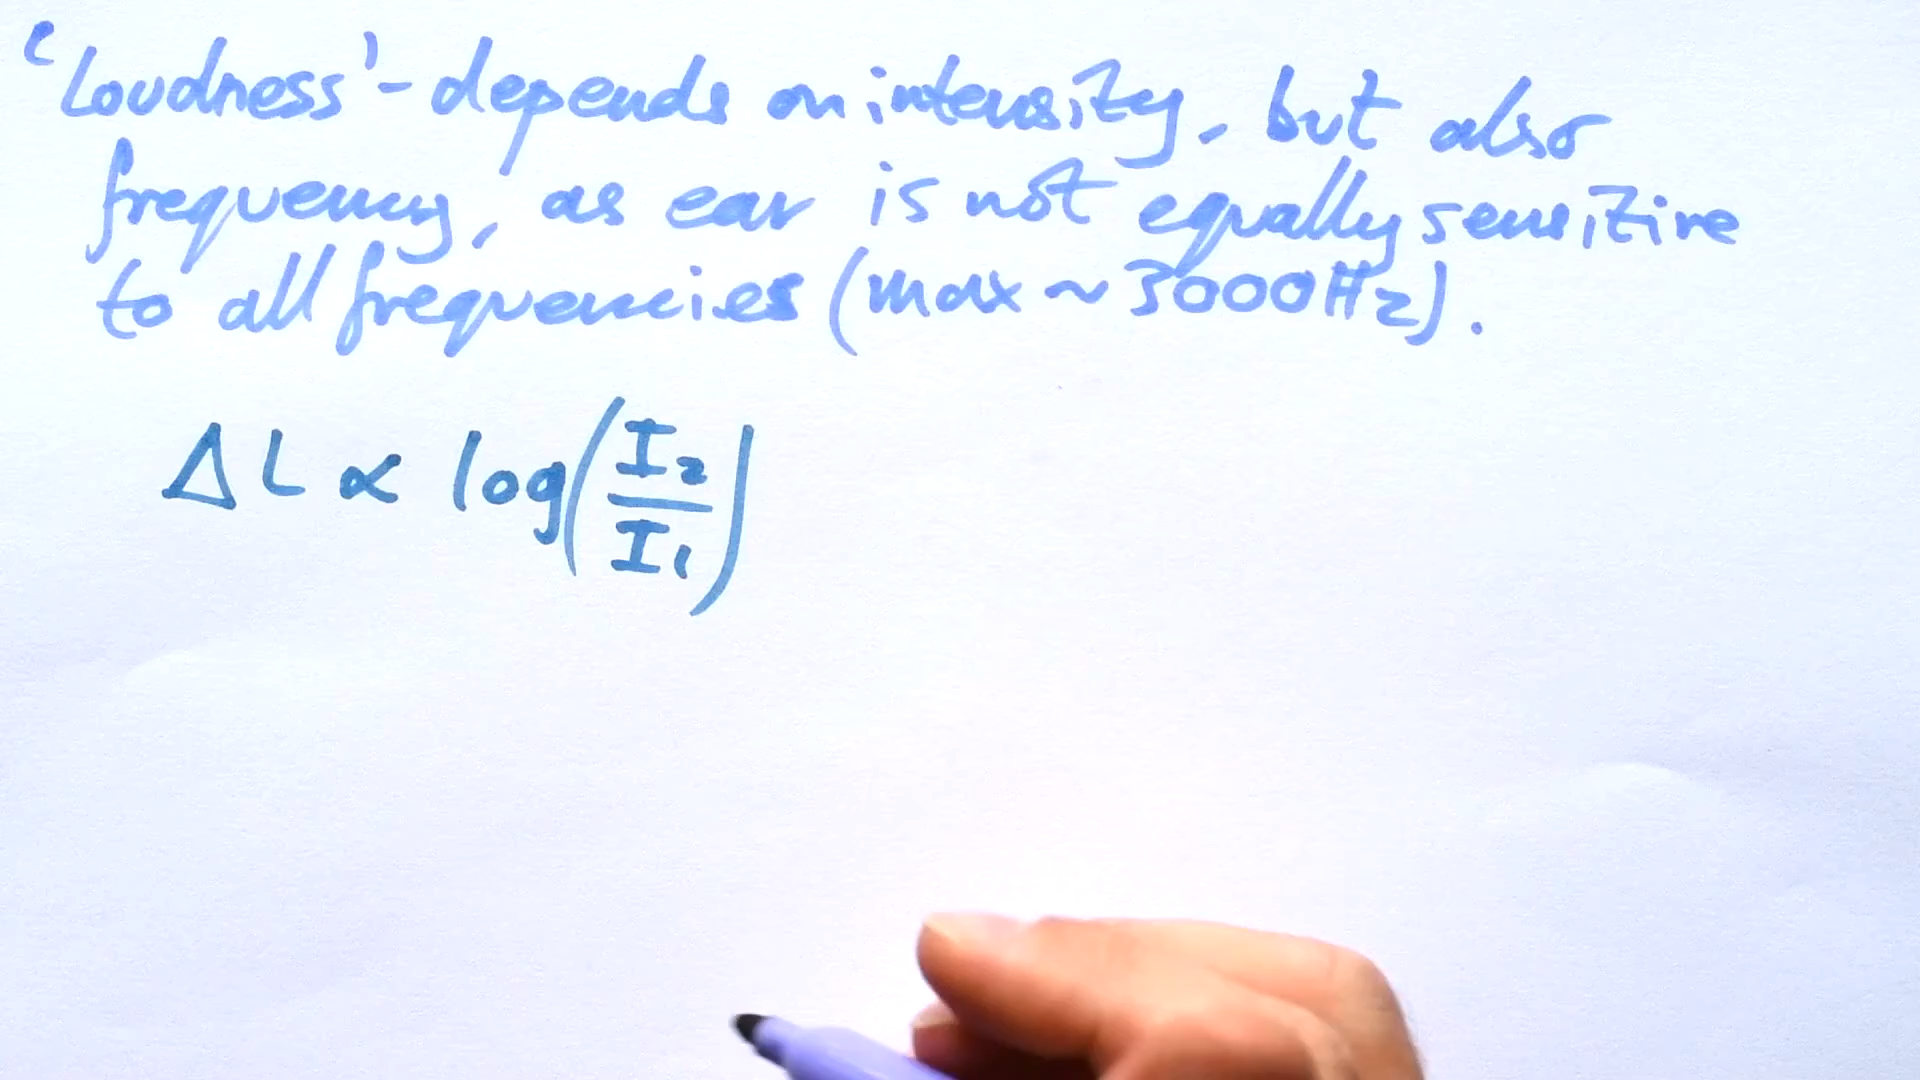 'Loudness' - depends on intensity, but also
frequency, as ear is not equally sensitive
to all frequencies (max ~ 3000Hz).
ΔL ∝ log(I₂/I₁)